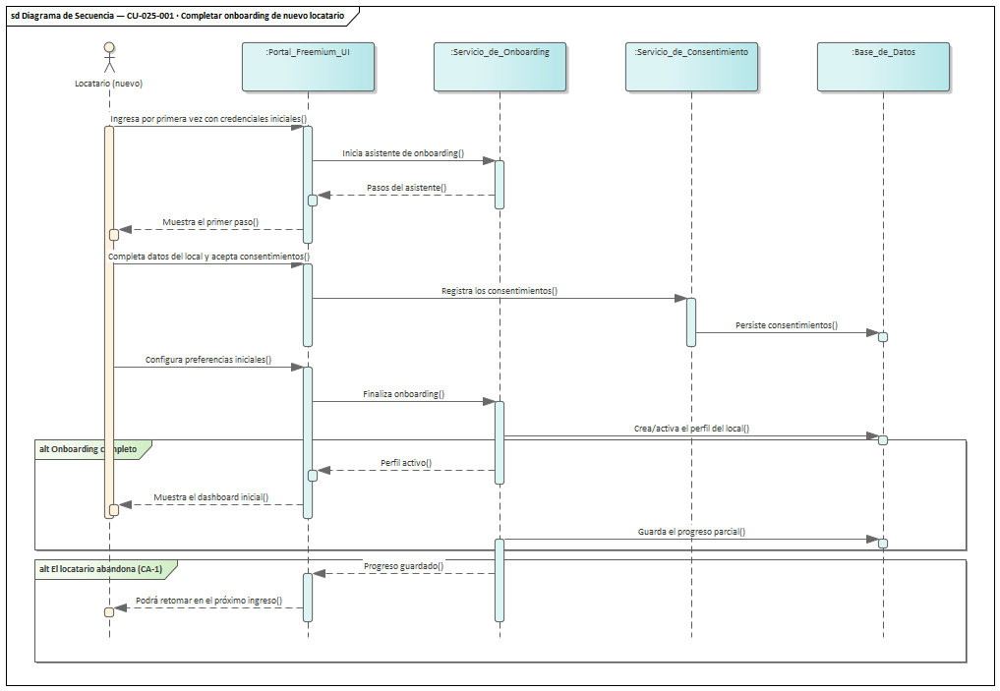 sd Diagrama de Secuencia — CU-025-001 · Completar onboarding de nuevo locatario
Locatario (nuevo)
:Portal_Freemium_UI
:Servicio_de_Onboarding
:Servicio_de_Consentimiento
:Base_de_Datos
Ingresa por primera vez con credenciales iniciales()
Inicia asistente de onboarding()
Pasos del asistente()
Muestra el primer paso()
Completa datos del local y acepta consentimientos()
Registra los consentimientos()
Persiste consentimientos()
Configura preferencias iniciales()
Finaliza onboarding()
Crea/activa el perfil del local()
alt Onboarding completo
Perfil activo()
Muestra el dashboard inicial()
Guarda el progreso parcial()
alt El locatario abandona (CA-1)
Progreso guardado()
Podrá retomar en el próximo ingreso()